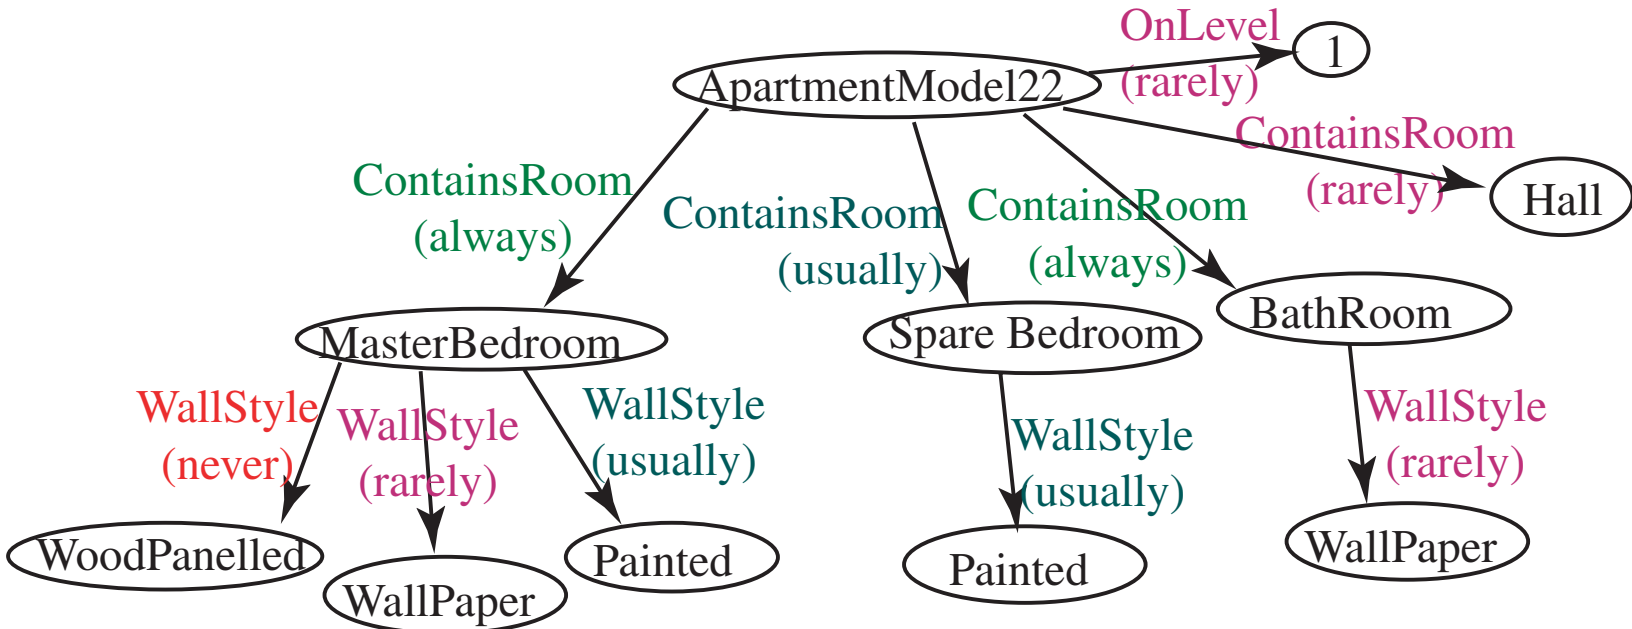 OnLevel
(rarely)
1
ApartmentModel22
ContainsRoom
(rarely)
Hall
ContainsRoom
(always)
ContainsRoom
(usually)
ContainsRoom
(always)
MasterBedroom
Spare Bedroom
BathRoom
WallStyle
(never)
WallStyle
(rarely)
WallStyle
(usually)
WallStyle
(usually)
WallStyle
(rarely)
WoodPanelled
WallPaper
Painted
Painted
WallPaper